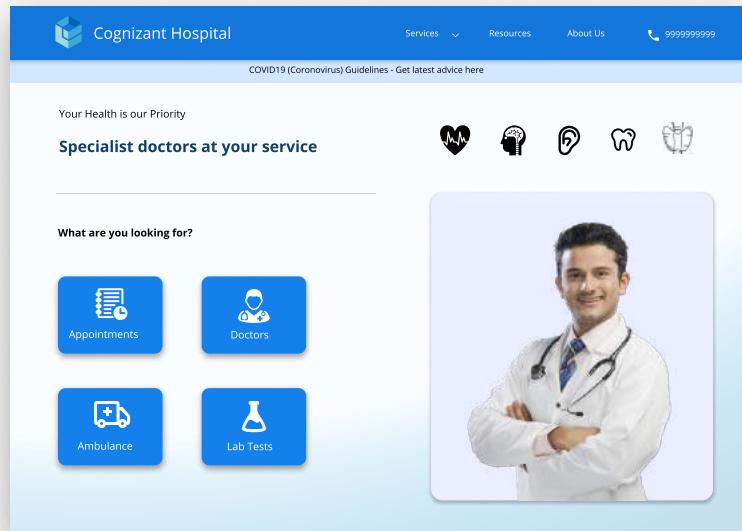 Cognizant Hospital
Services
Resources
About Us
9999999999
COVID19 (Coronovirus) Guidelines - Get latest advice here
Your Health is our Priority
Specialist doctors at your service
What are you looking for?
Appointments
Doctors
Ambulance
Lab Tests